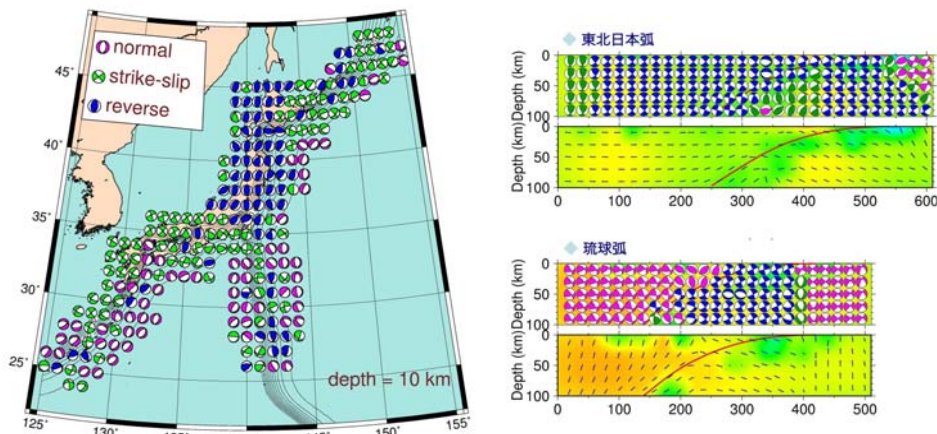 normal
strike-slip
reverse
45°
40°
35°
30°
25°
125°
130°
145°
150°
155°
depth = 10 km
東北日本弧
Depth (km)
0
50
100
Depth (km)
0
50
100
0 100 200 300 400 500 600
琉球弧
Depth (km)
0
50
100
Depth (km)
0
50
100
0 100 200 300 400 500